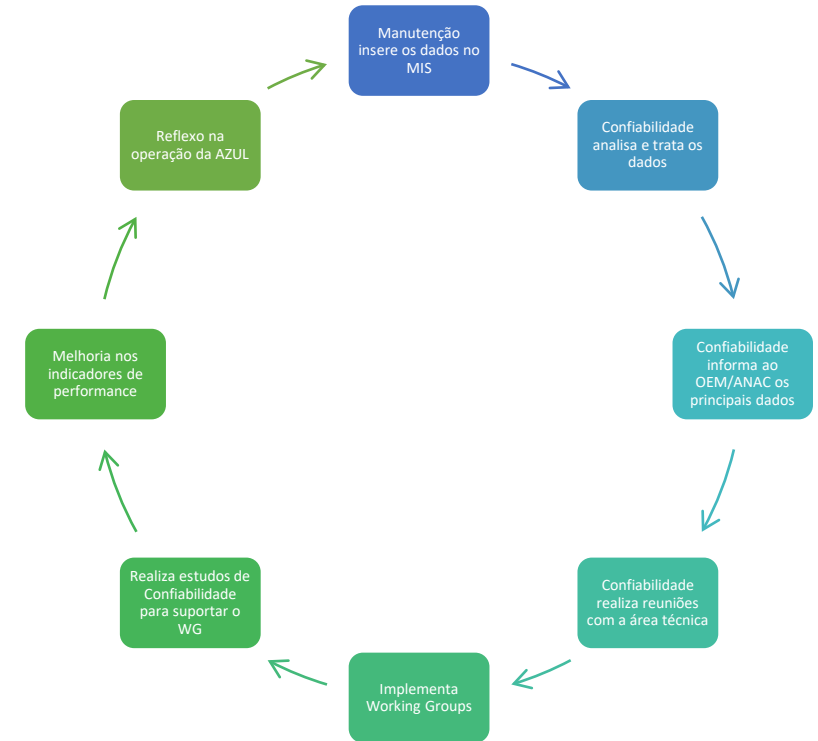 Manutenção
insere os dados no
MIS
Confiabilidade
analisa e trata os
dados
Confiabilidade
informa ao
OEM/ANAC os
principais dados
Confiabilidade
realiza reuniões
com a área técnica
Implementa
Working Groups
Realiza estudos de
Confiabilidade
para suportar o
WG
Melhoria nos
indicadores de
performance
Reflexo na
operação da AZUL